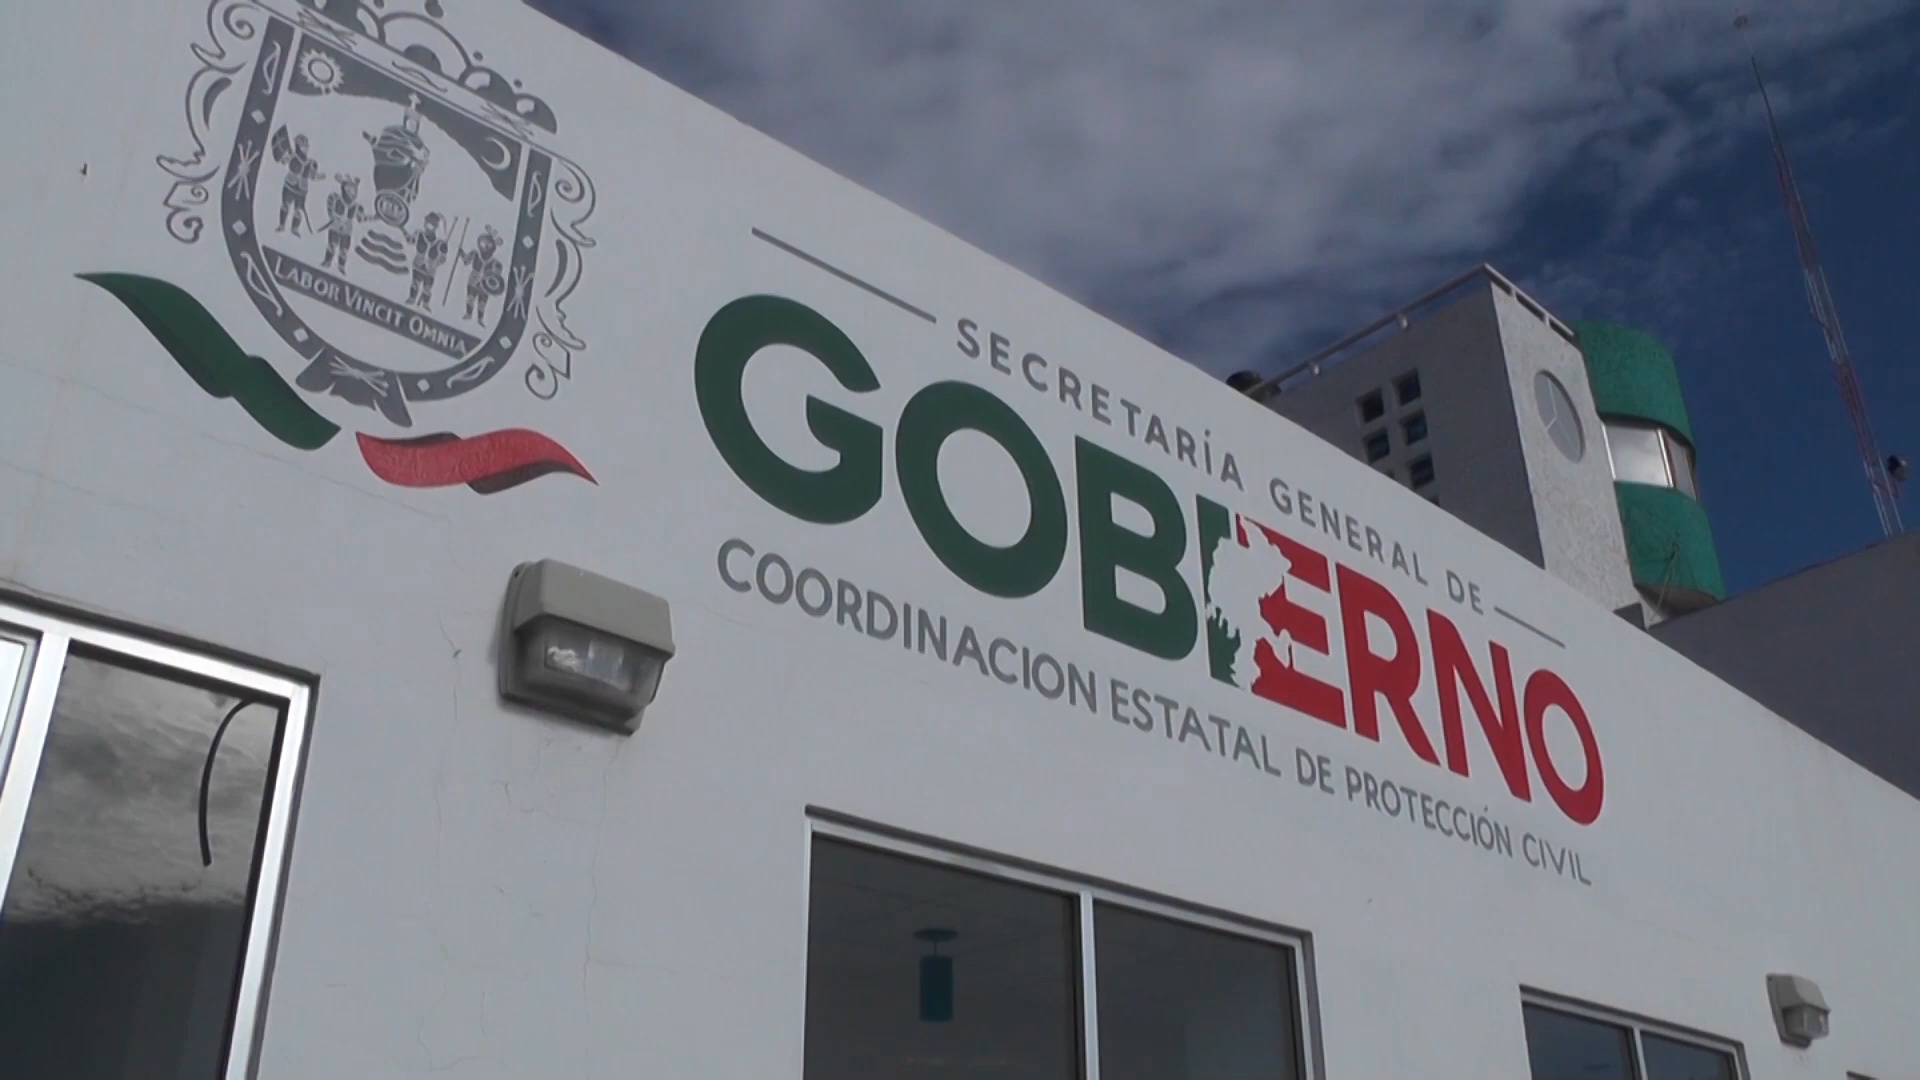 LABOR VINCIT OMNIA
SECRETARÍA GENERAL DE
GOBIERNO
COORDINACION ESTATAL DE PROTECCIÓN CIVIL